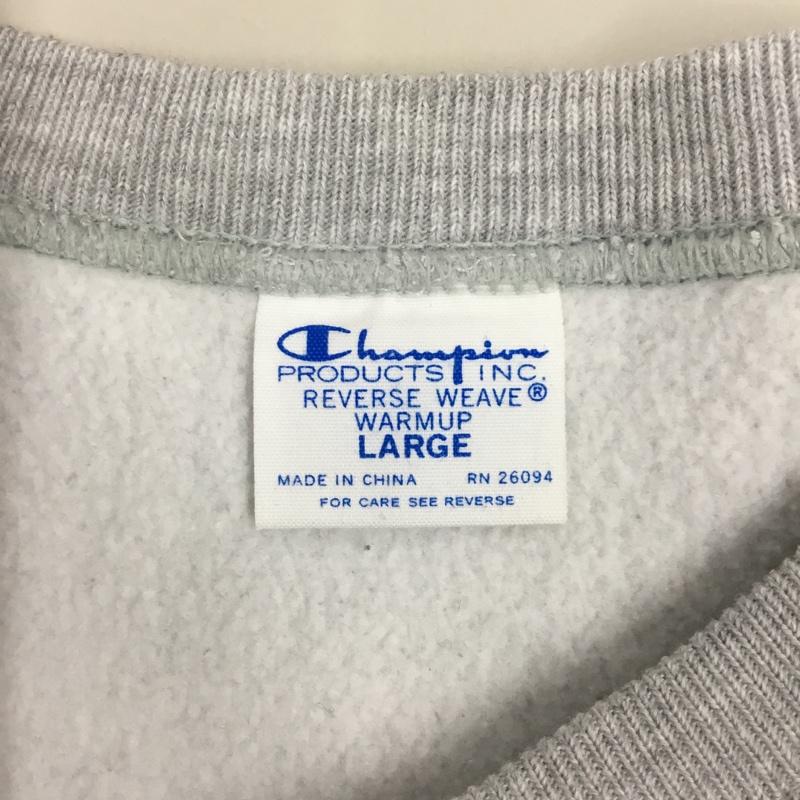 Champion
PRODUCTS INC.
REVERSE WEAVE®
WARMUP
LARGE
MADE IN CHINA RN 26094
FOR CARE SEE REVERSE